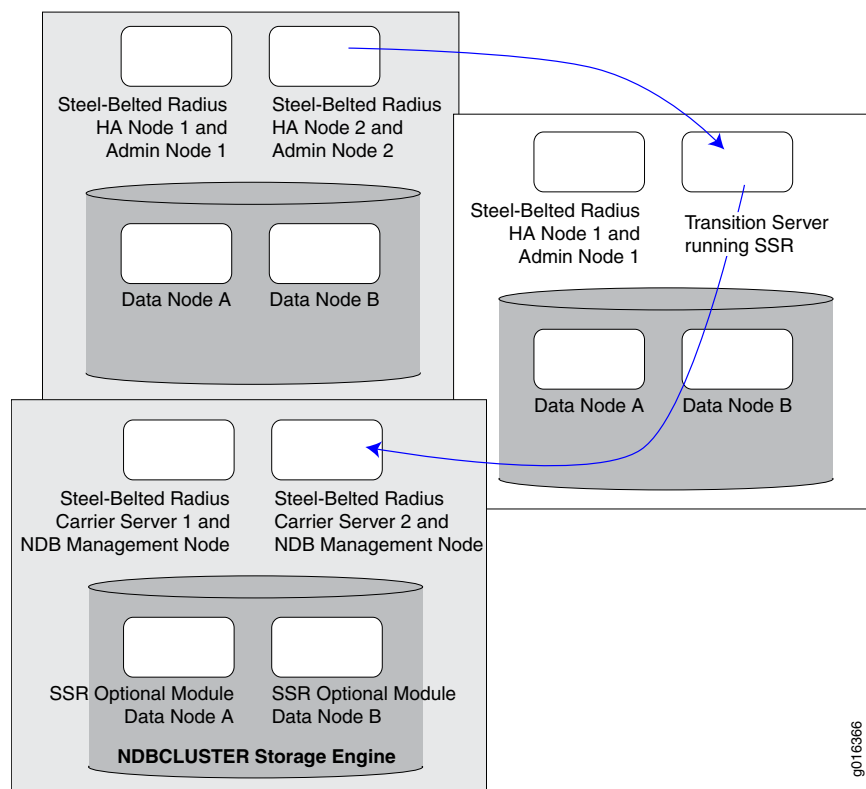 Steel-Belted Radius
HA Node 1 and
Admin Node 1
Steel-Belted Radius
HA Node 2 and
Admin Node 2
Data Node A
Data Node B
Steel-Belted Radius
HA Node 1 and
Admin Node 1
Transition Server
running SSR
Data Node A
Data Node B
Steel-Belted Radius
Carrier Server 1 and
NDB Management Node
Steel-Belted Radius
Carrier Server 2 and
NDB Management Node
SSR Optional Module
Data Node A
SSR Optional Module
Data Node B
NDBCLUSTER Storage Engine
g016366